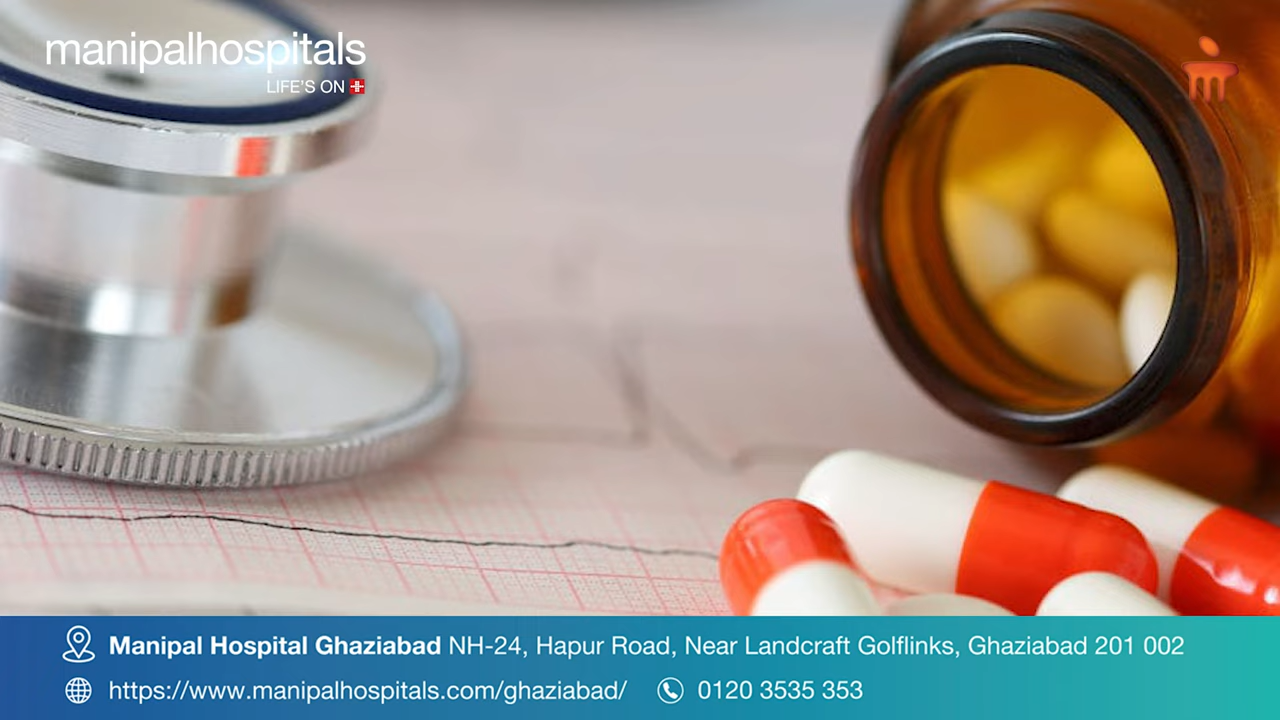 manipalhospitals
LIFE'S ON
Manipal Hospital Ghaziabad NH-24, Hapur Road, Near Landcraft Golflinks, Ghaziabad 201 002
https://www.manipalhospitals.com/ghaziabad/ 0120 3535 353